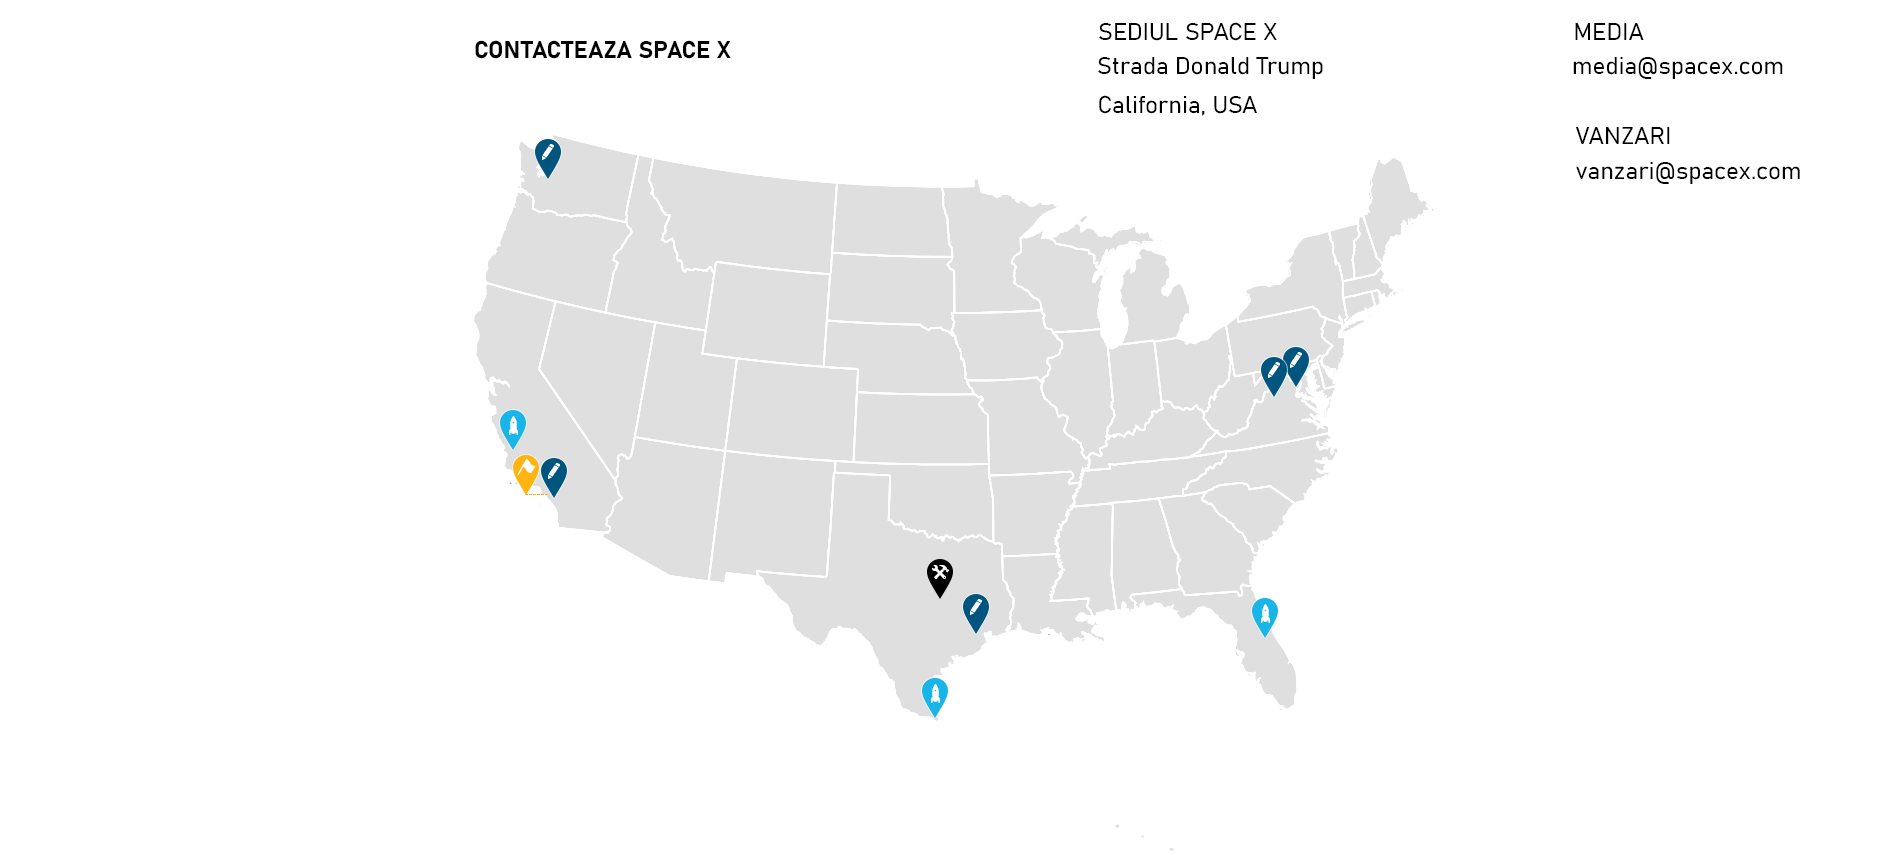 CONTACTEAZA SPACE X
SEDIUL SPACE X
Strada Donald Trump
California, USA
MEDIA
media@spacex.com
VANZARI
vanzari@spacex.com